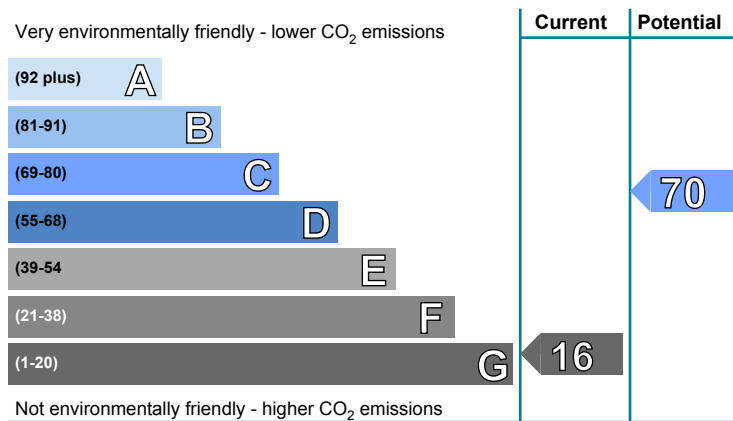 Current Potential
Very environmentally friendly - lower CO₂ emissions
(92 plus) A
(81-91) B
(69-80) C
70
(55-68) D
(39-54 E
(21-38) F
(1-20) G 16
Not environmentally friendly - higher CO₂ emissions